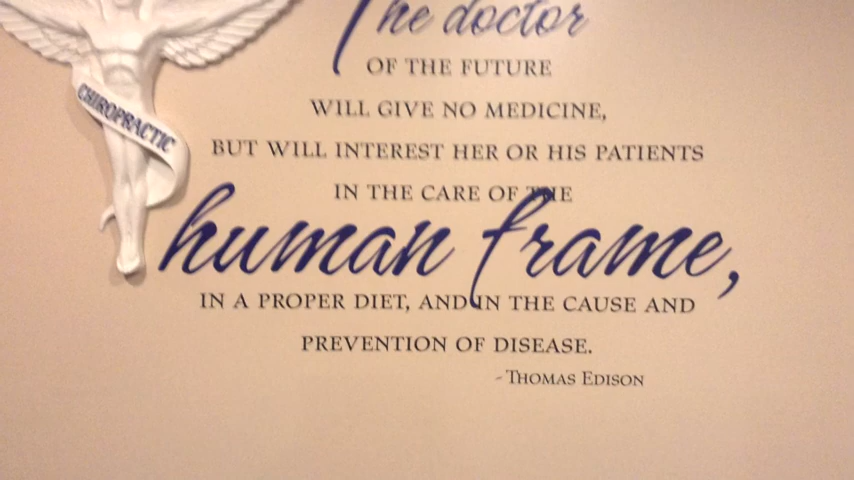 The doctor
OF THE FUTURE
WILL GIVE NO MEDICINE,
BUT WILL INTEREST HER OR HIS PATIENTS
IN THE CARE OF THE
human frame,
IN A PROPER DIET, AND IN THE CAUSE AND
PREVENTION OF DISEASE.
- THOMAS EDISON
CHIROPRACTIC